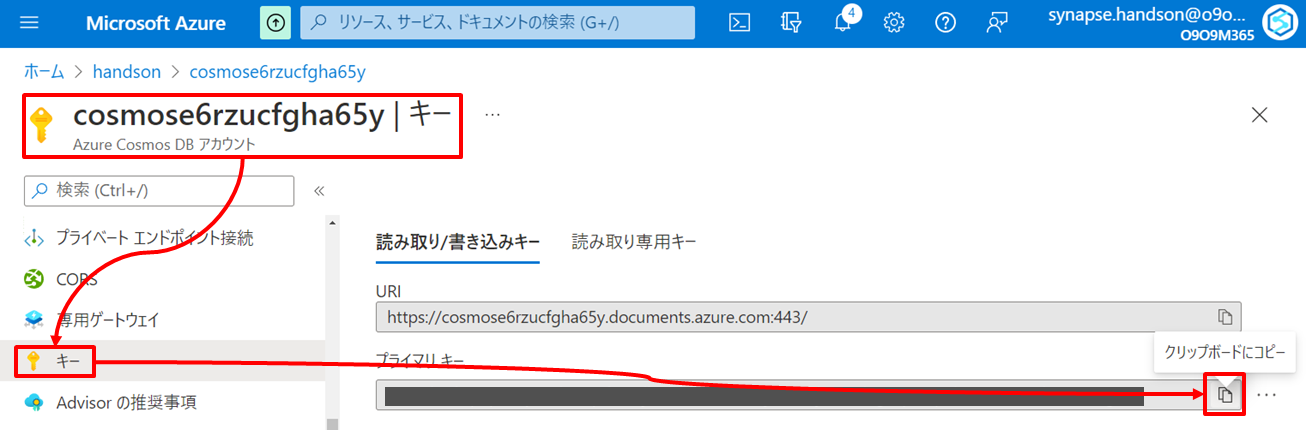 Microsoft Azure
リソース、サービス、ドキュメントの検索 (G+/)
4
synapse.handson@o9o...
O9O9M365
ホーム > handson > cosmose6rzucfgha65y
cosmose6rzucfgha65y | キー
...
Azure Cosmos DB アカウント
検索 (Ctrl+/)
«
プライベート エンドポイント接続
CORS
専用ゲートウェイ
キー
Advisor の推奨事項
読み取り/書き込みキー
読み取り専用キー
URI
https://cosmose6rzucfgha65y.documents.azure.com:443/
クリップボードにコピー
プライマリ キー
...